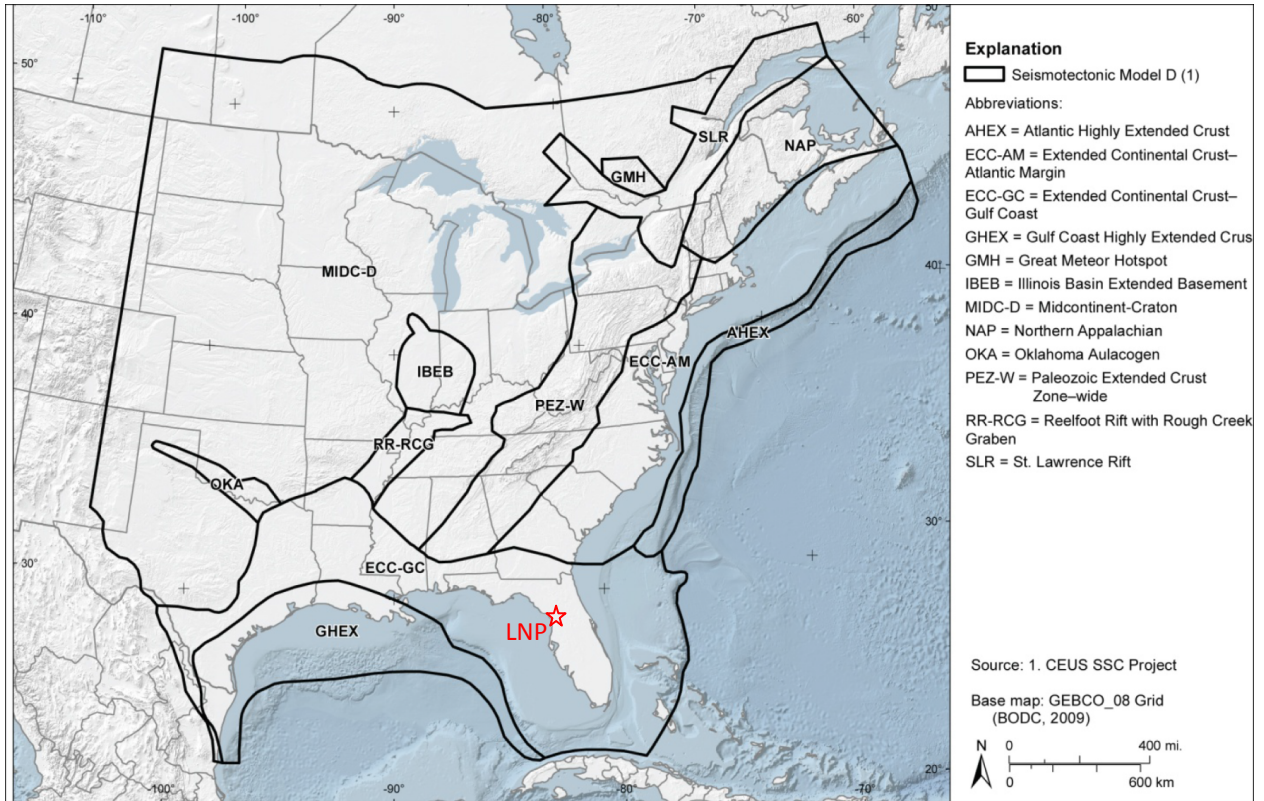 -110°
-100°
-90°
-80°
-70°
-60°
50°
50°
SLR
NAP
GMH
MIDC-D
40°
40°
AHEX
ECC-AM
IBEB
PEZ-W
RR-RCG
OKA
30°
30°
ECC-GC
GHEX
LNP
20°
-100°
-90°
-80°
-70°
Explanation
Seismotectonic Model D (1)
Abbreviations:
AHEX = Atlantic Highly Extended Crust
ECC-AM = Extended Continental Crust–
Atlantic Margin
ECC-GC = Extended Continental Crust–
Gulf Coast
GHEX = Gulf Coast Highly Extended Crus
GMH = Great Meteor Hotspot
IBEB = Illinois Basin Extended Basement
MIDC-D = Midcontinent-Craton
NAP = Northern Appalachian
OKA = Oklahoma Aulacogen
PEZ-W = Paleozoic Extended Crust
Zone–wide
RR-RCG = Reelfoot Rift with Rough Creek
Graben
SLR = St. Lawrence Rift
Source: 1. CEUS SSC Project
Base map: GEBCO_08 Grid
(BODC, 2009)
N
0 400 mi.
0 600 km